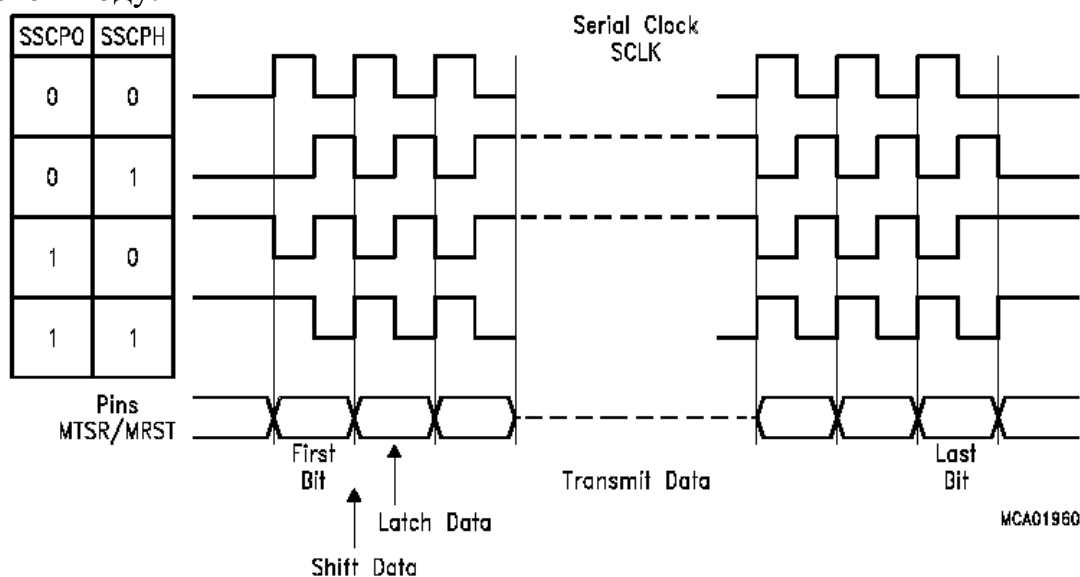 SSCPO SSCPH
Serial Clock
SCLK
0 0
0 1
1 0
1 1
Pins
MTSR/MRST
First
Bit
Last
Bit
Transmit Data
Latch Data
Shift Data
MCA01960